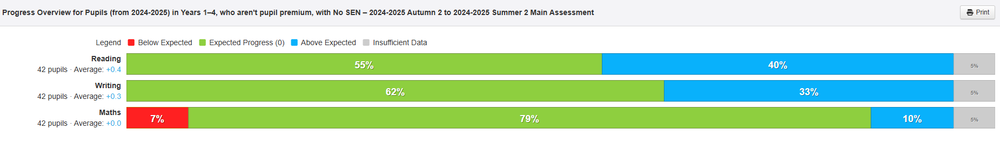 Progress Overview for Pupils (from 2024-2025) in Years 1–4, who aren't pupil premium, with No SEN – 2024-2025 Autumn 2 to 2024-2025 Summer 2 Main Assessment
Print
Legend Below Expected Expected Progress (0) Above Expected Insufficient Data
Reading
42 pupils · Average: +0.4
55% 40% 5%
Writing
42 pupils · Average: +0.3
62% 33% 5%
Maths
42 pupils · Average: +0.0
7% 79% 10% 5%